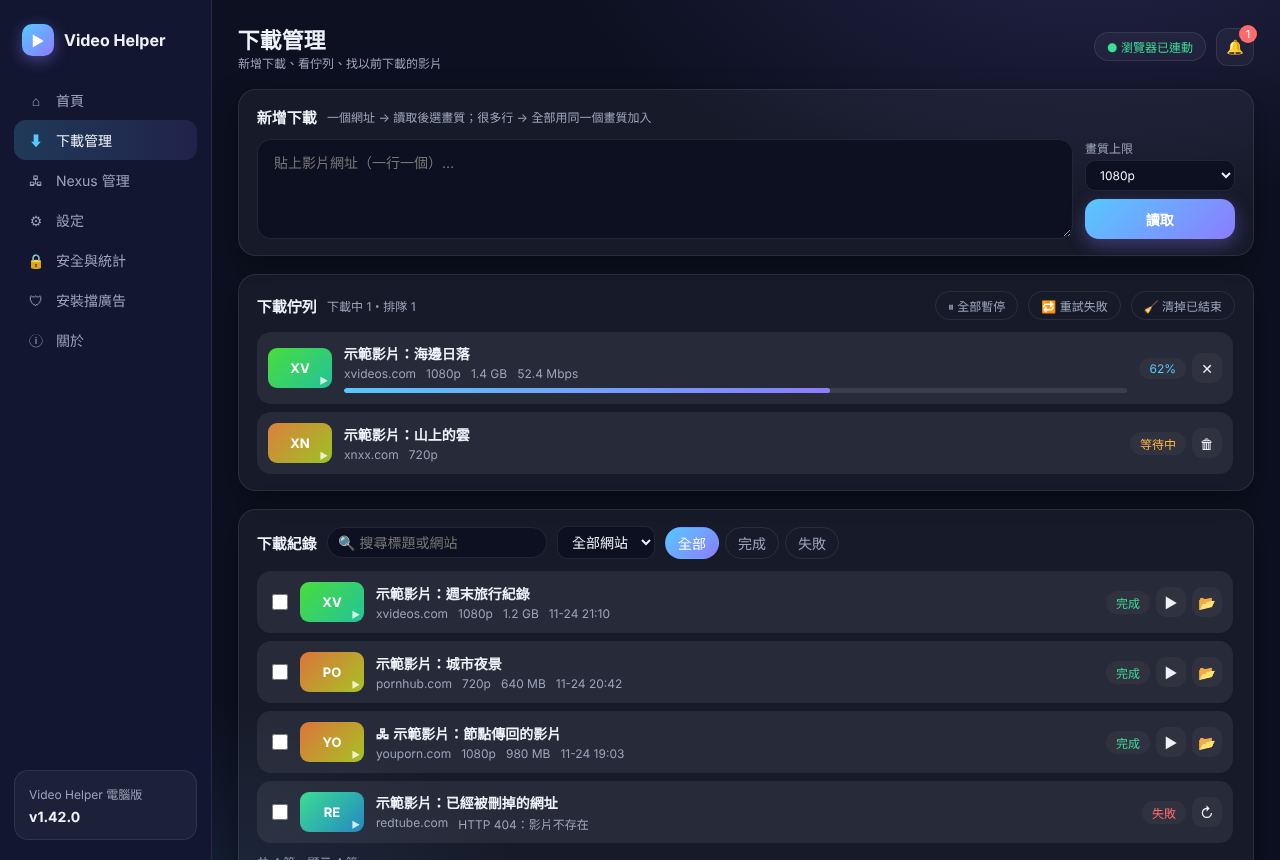 Video Helper
首頁
下載管理
Nexus 管理
設定
安全與統計
安裝擋廣告
關於
Video Helper 電腦版
v1.42.0
下載管理
新增下載、看佇列、找以前下載的影片
瀏覽器已連動
1
新增下載 一個網址 → 讀取後選畫質；很多行 → 全部用同一個畫質加入
貼上影片網址（一行一個）…
畫質上限
1080p
讀取
下載佇列 下載中 1 • 排隊 1
全部暫停
重試失敗
清掉已結束
XV
示範影片：海邊日落
xvideos.com 1080p 1.4 GB 52.4 Mbps
62%
XN
示範影片：山上的雲
xnxx.com 720p
等待中
下載紀錄
搜尋標題或網站
全部網站
全部
完成
失敗
XV
示範影片：週末旅行紀錄
xvideos.com 1080p 1.2 GB 11-24 21:10
完成
PO
示範影片：城市夜景
pornhub.com 720p 640 MB 11-24 20:42
完成
YO
示範影片：節點傳回的影片
youporn.com 1080p 980 MB 11-24 19:03
完成
RE
示範影片：已經被刪掉的網址
redtube.com HTTP 404：影片不存在
失敗